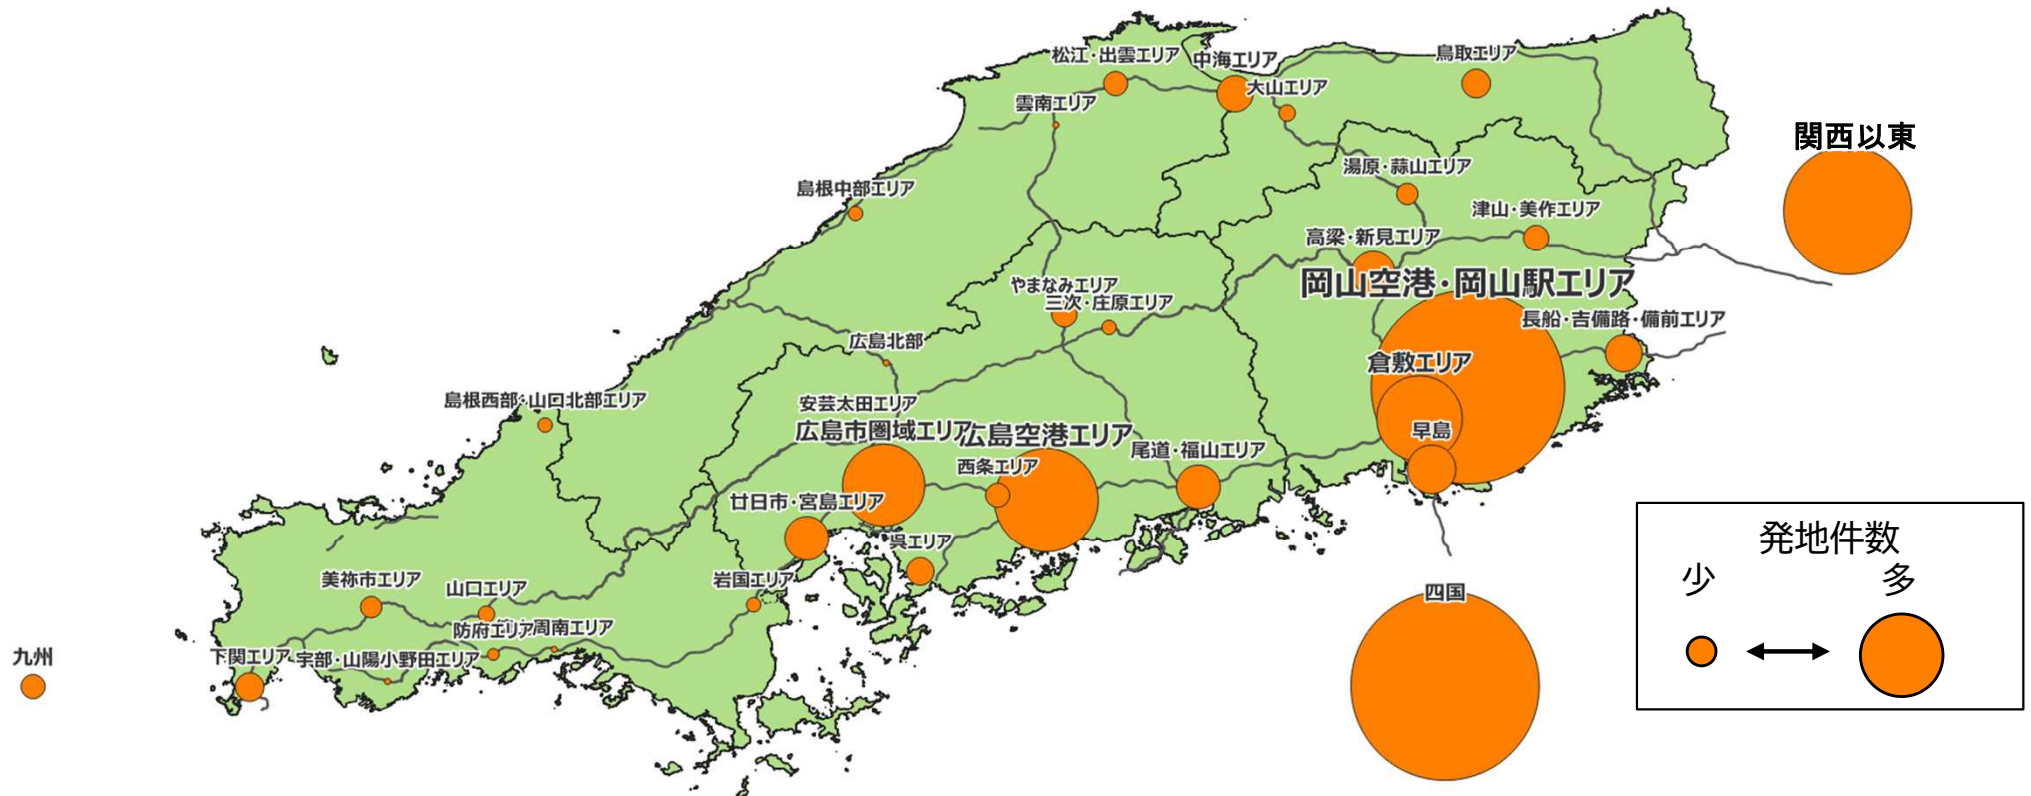 松江・出雲エリア
中海エリア
鳥取エリア
大山エリア
雲南エリア
関西以東
湯原・蒜山エリア
島根中部エリア
津山・美作エリア
高梁・新見エリア
岡山空港・岡山駅エリア
やまなみエリア
三次・庄原エリア
長船・吉備路・備前エリア
広島北部
倉敷エリア
島根西部・山口北部エリア
安芸太田エリア
広島市圏域エリア
広島空港エリア
早島
尾道・福山エリア
西条エリア
廿日市・宮島エリア
呉エリア
発地件数
少
多
美祢市エリア
山口エリア
岩国エリア
四国
防府エリア
周南エリア
九州
下関エリア
宇部・山陽小野田エリア